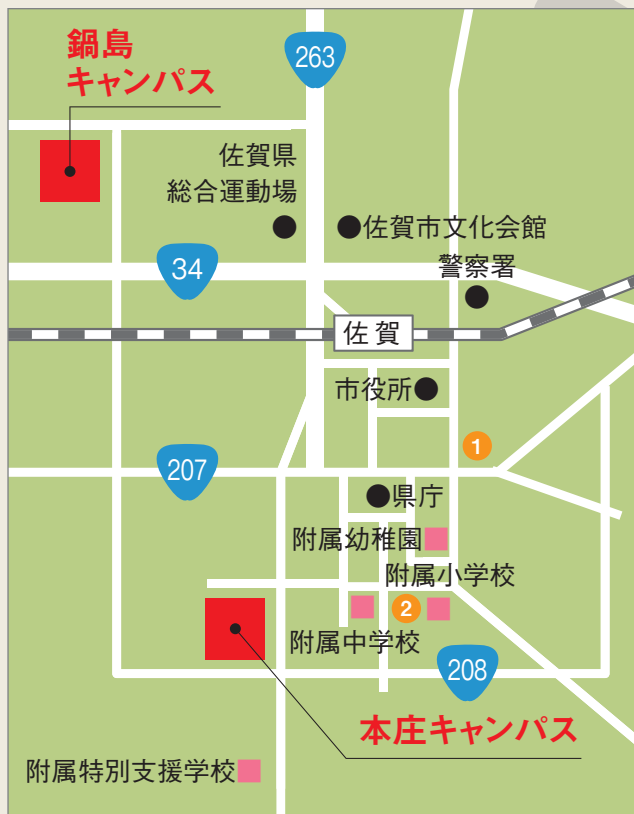 鍋島
キャンパス
263
佐賀県
総合運動場
佐賀市文化会館
警察署
34
佐賀
市役所
1
207
県庁
附属幼稚園
附属小学校
2
附属中学校
208
本庄キャンパス
附属特別支援学校